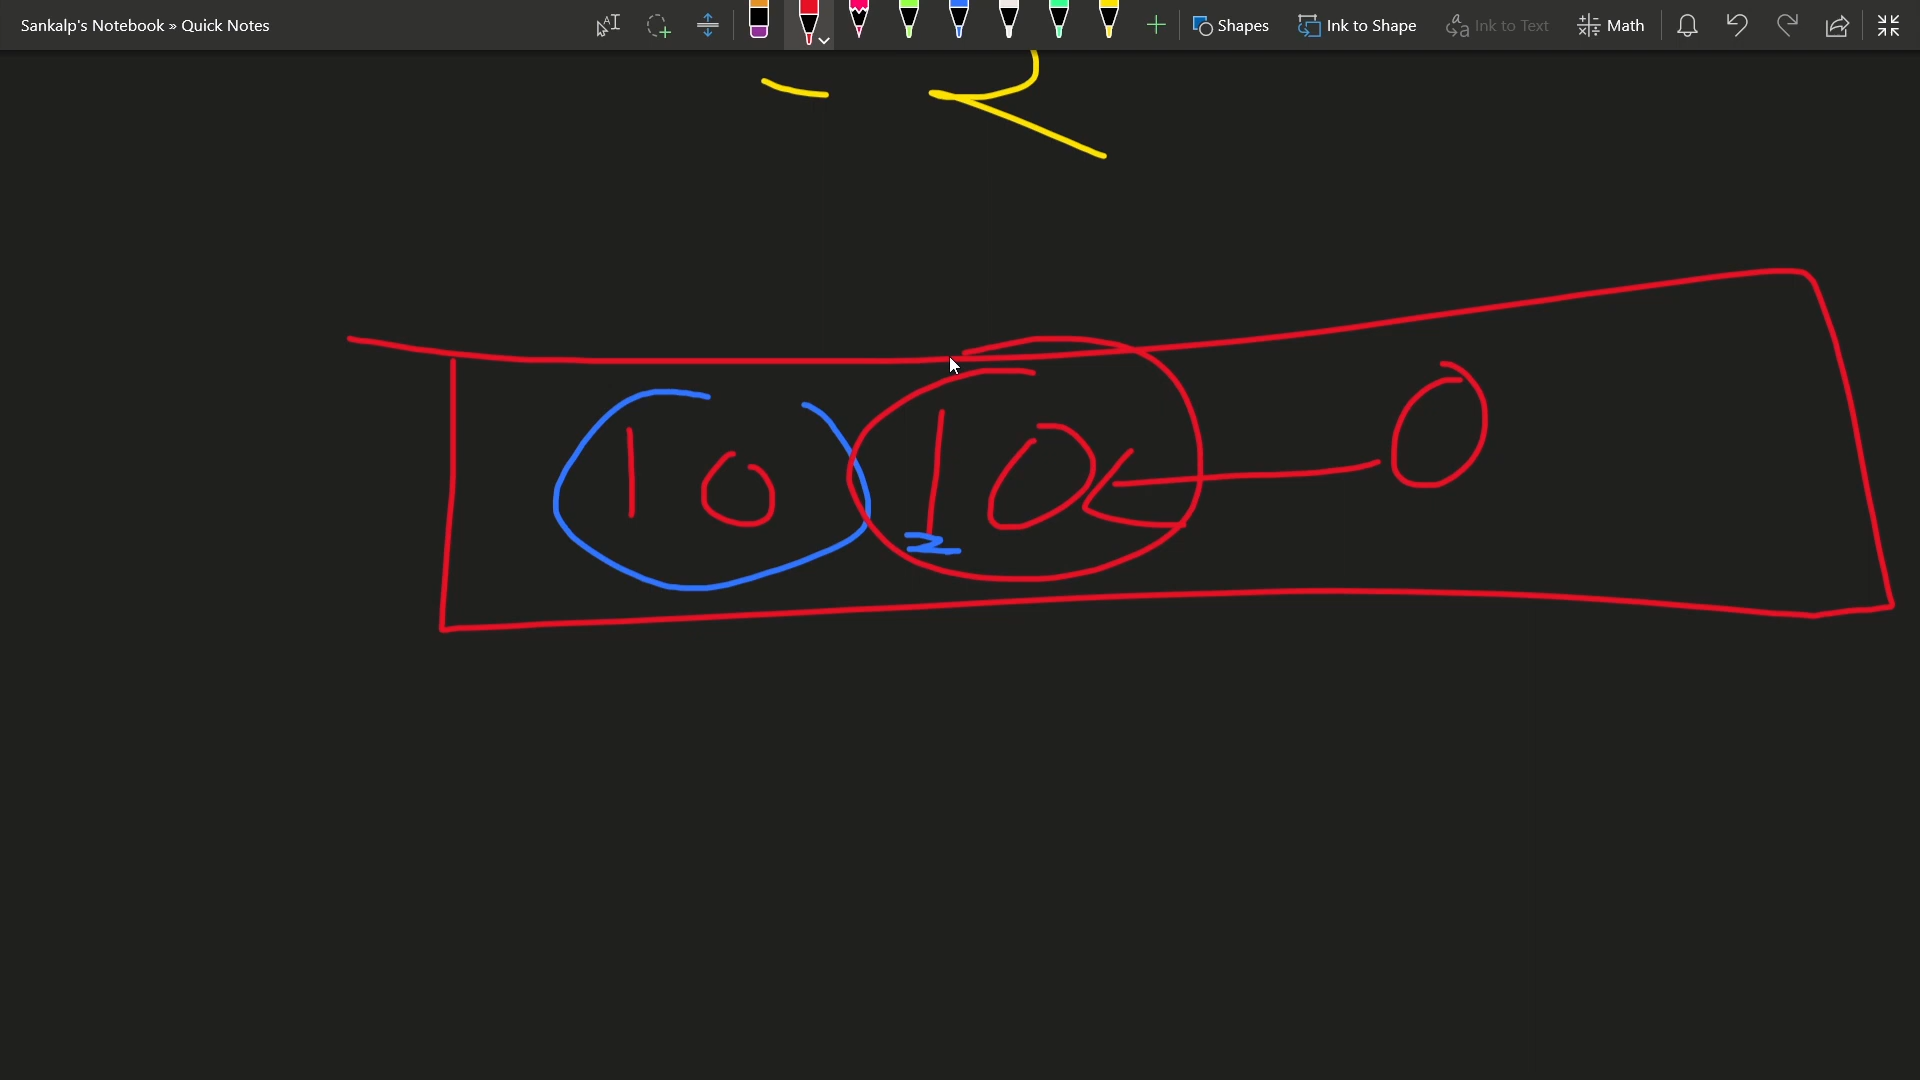 Sankalp's Notebook » Quick Notes
Shapes
Ink to Shape
Ink to Text
Math
10 10 0
2